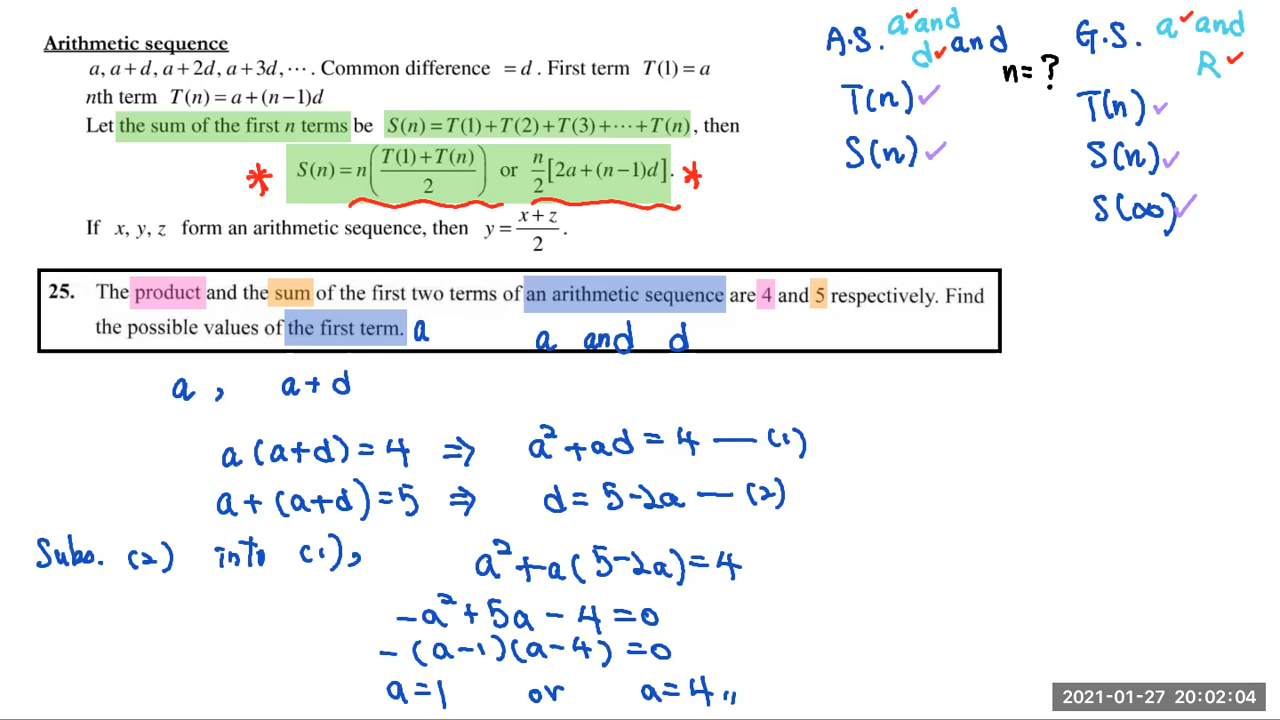 Arithmetic sequence
a, a+d, a+2d, a+3d, ⋯. Common difference = d. First term T(1) = a
nth term T(n) = a+(n−1)d
Let the sum of the first n terms be S(n) = T(1)+T(2)+T(3)+⋯+T(n), then
* S(n) = n((T(1)+T(n))/2) or n/2[2a+(n−1)d]. *
If x, y, z form an arithmetic sequence, then y = (x+z)/2.
A.S. a✓ and
d✓ and
n=?
T(n) ✓
S(n) ✓
G.S. a✓ and
R✓
T(n) ✓
S(n) ✓
S(∞) ✓
25. The product and the sum of the first two terms of an arithmetic sequence are 4 and 5 respectively. Find
the possible values of the first term. a
a and d
a , a+d
a(a+d)=4 ⇒ a²+ad=4 —(1)
a+(a+d)=5 ⇒ d=5-2a —(2)
Subs. (2) into (1), a²+a(5-2a)=4
-a²+5a-4=0
-(a-1)(a-4)=0
a=1 or a=4 〃
2021-01-27 20:02:04